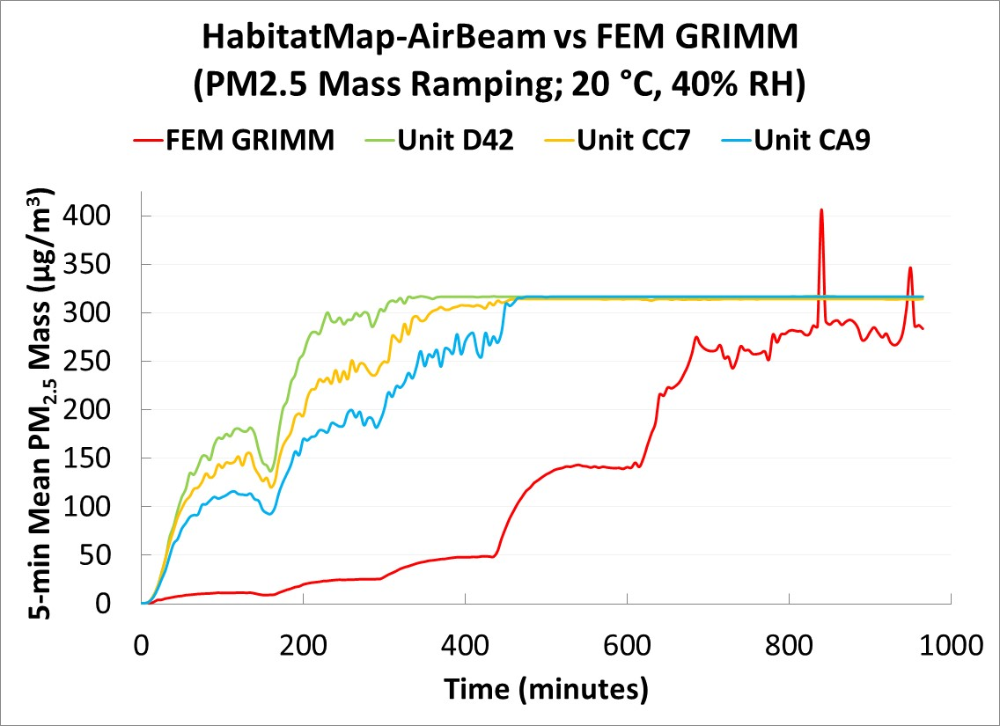 HabitatMap-AirBeam vs FEM GRIMM
(PM2.5 Mass Ramping; 20 °C, 40% RH)
FEM GRIMM Unit D42 Unit CC7 Unit CA9
5-min Mean PM2.5 Mass (µg/m³)
400
350
300
250
200
150
100
50
0
0 200 400 600 800 1000
Time (minutes)